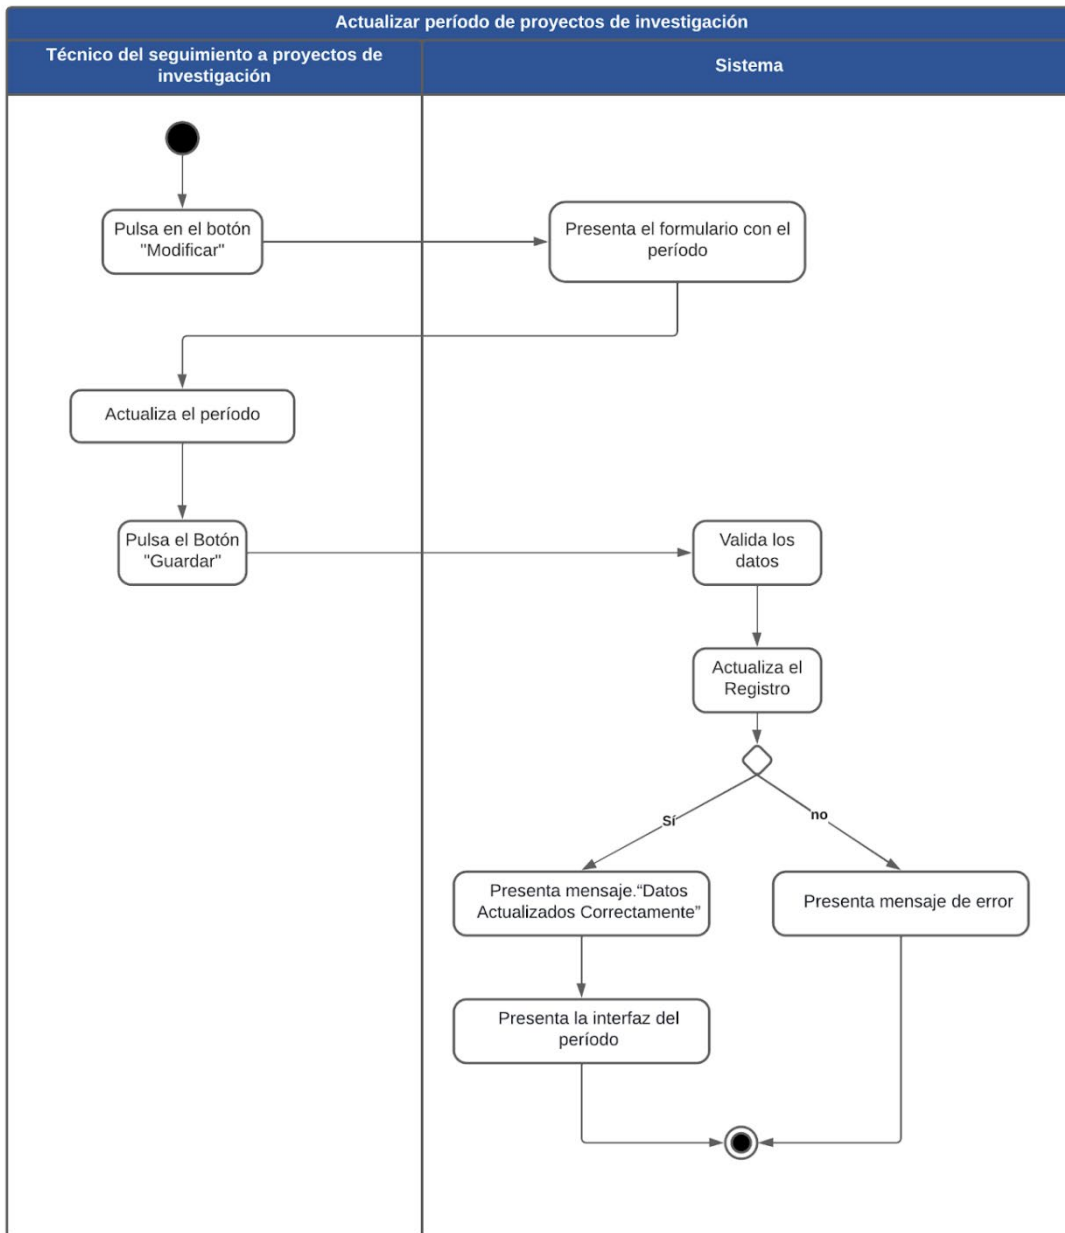 Actualizar período de proyectos de investigación
Técnico del seguimiento a proyectos de
investigación
Sistema
Pulsa en el botón
"Modificar"
Presenta el formulario con el
período
Actualiza el período
Pulsa el Botón
"Guardar"
Valida los
datos
Actualiza el
Registro
Sí
no
Presenta mensaje.“Datos
Actualizados Correctamente”
Presenta mensaje de error
Presenta la interfaz del
período